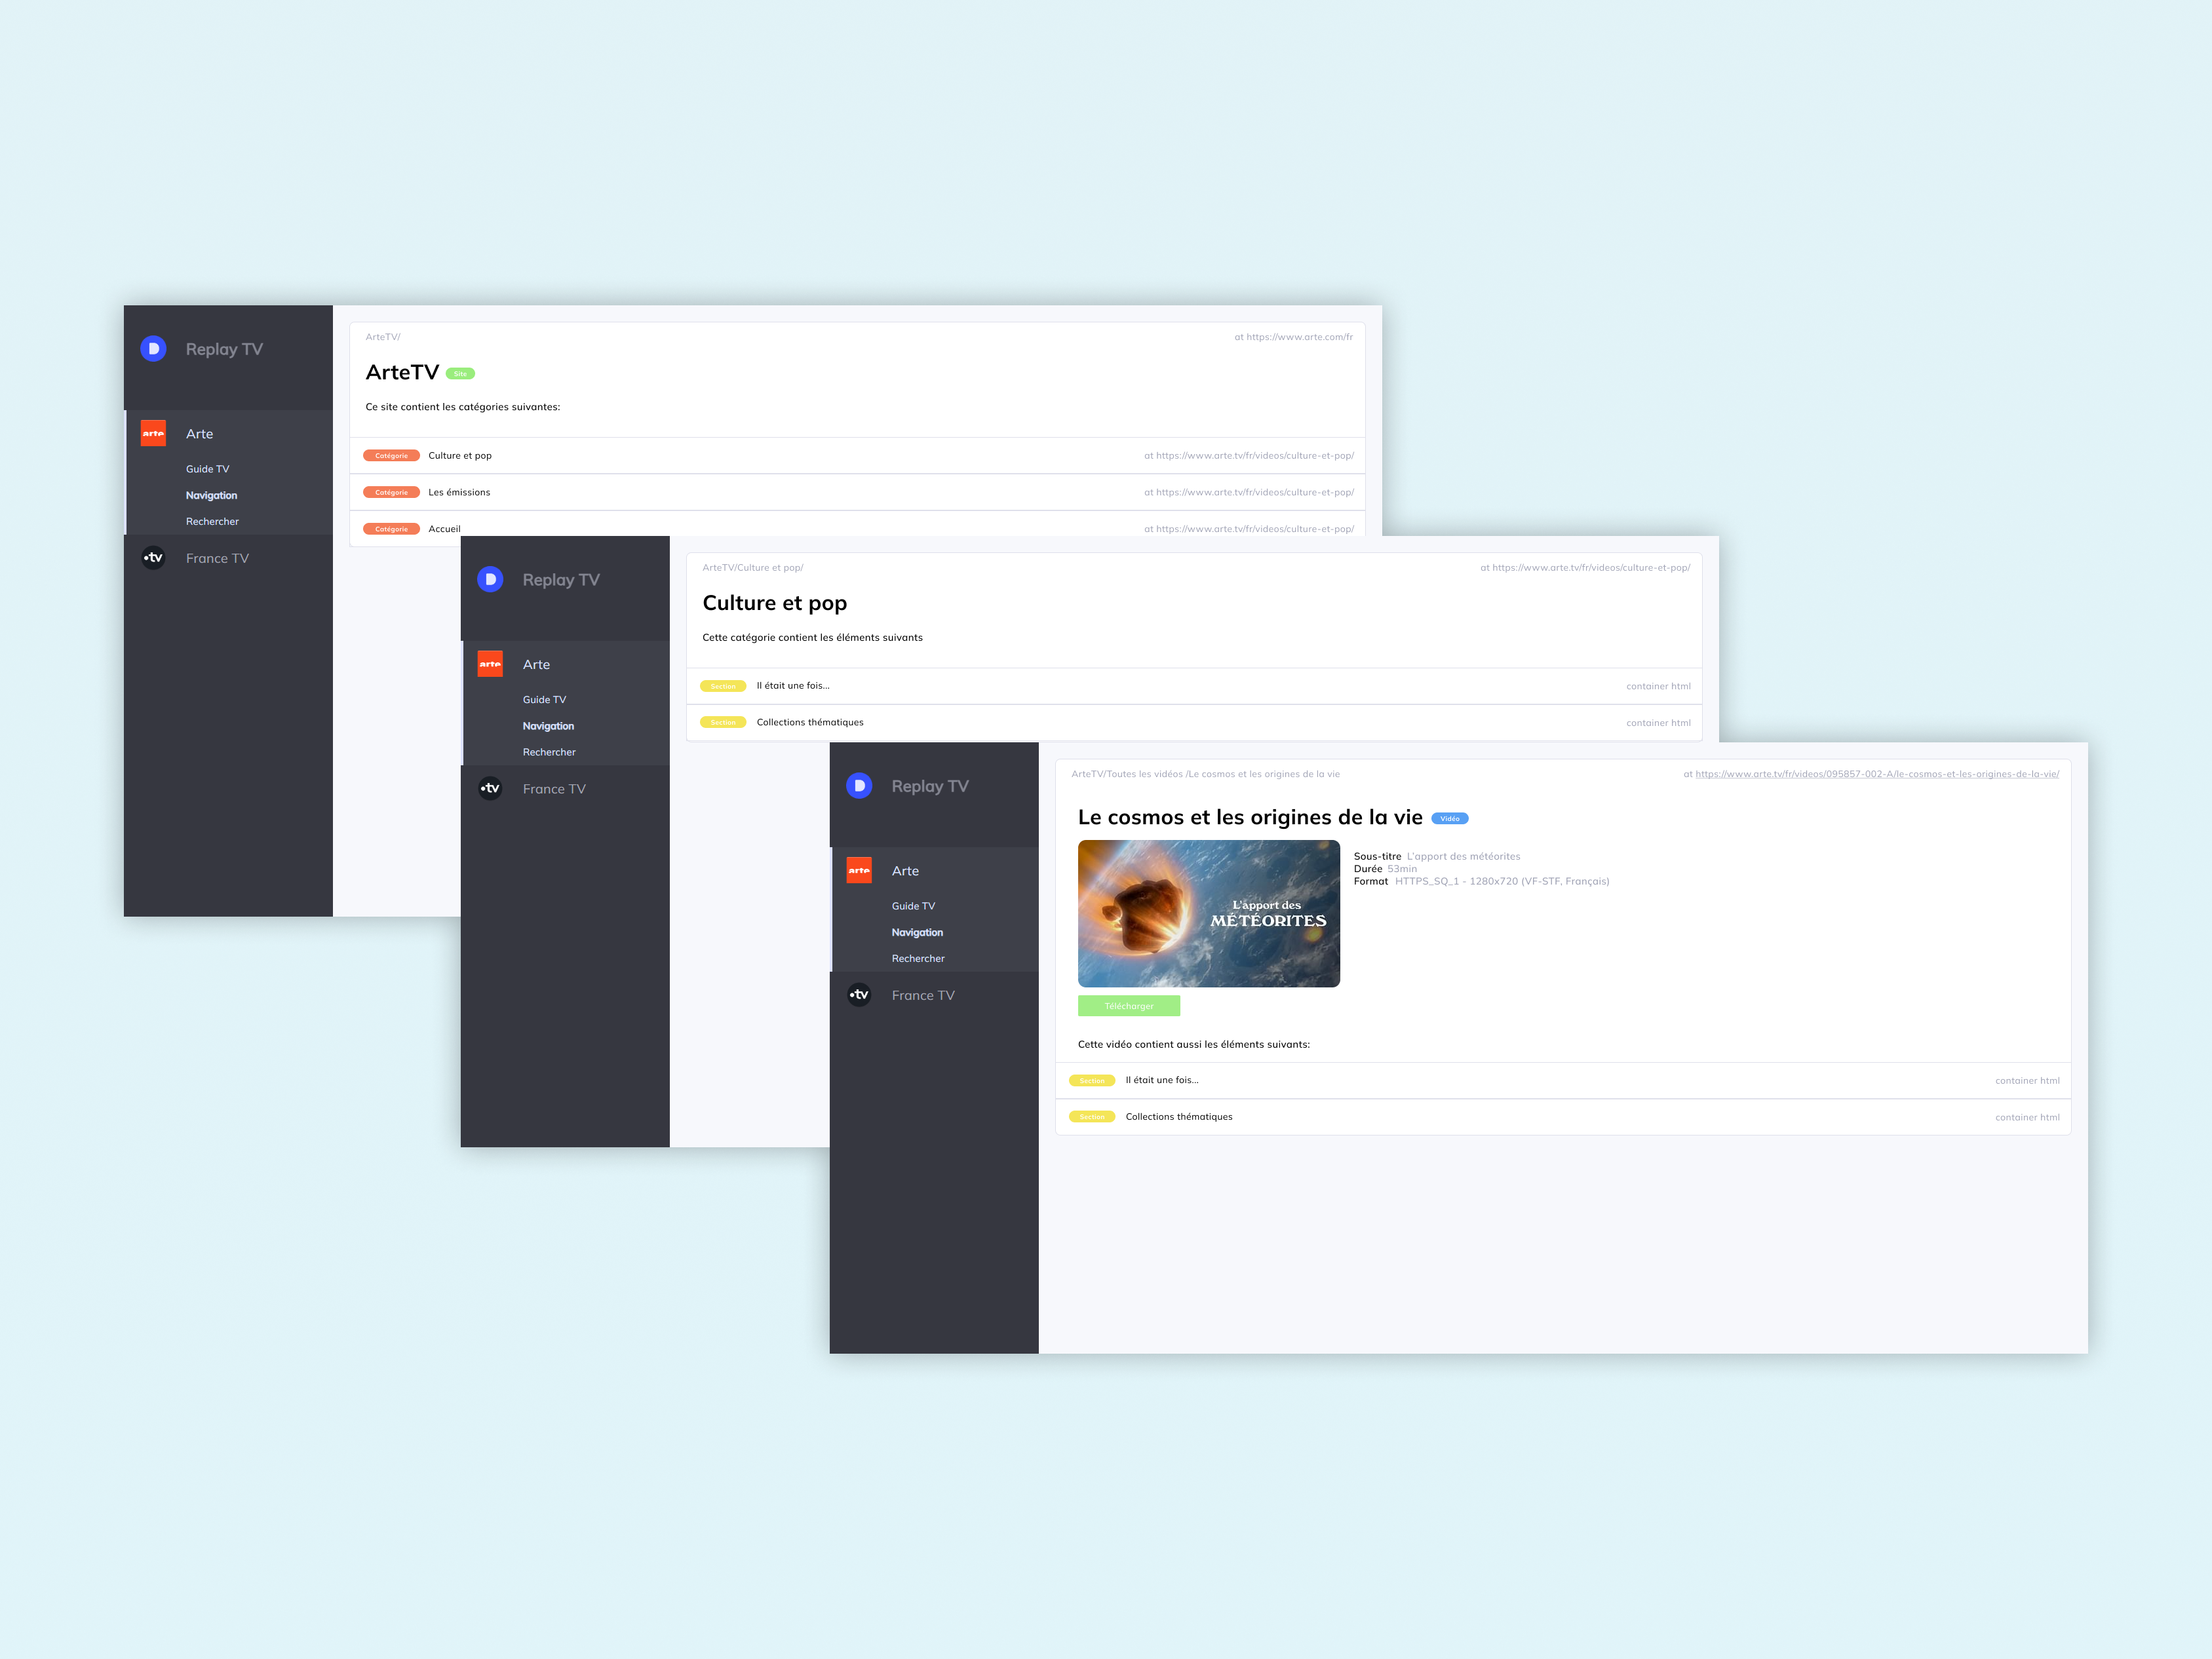 D Replay TV
arte Arte
Guide TV
Navigation
Rechercher
•tv France TV
ArteTV/ at https://www.arte.com/fr
ArteTV Site
Ce site contient les catégories suivantes:
Catégorie Culture et pop at https://www.arte.tv/fr/videos/culture-et-pop/
Catégorie Les émissions at https://www.arte.tv/fr/videos/culture-et-pop/
Catégorie Accueil at https://www.arte.tv/fr/videos/culture-et-pop/
D Replay TV
arte Arte
Guide TV
Navigation
Rechercher
•tv France TV
ArteTV/Culture et pop/ at https://www.arte.tv/fr/videos/culture-et-pop/
Culture et pop
Cette catégorie contient les éléments suivants
Section Il était une fois... container html
Section Collections thématiques container html
D Replay TV
arte Arte
Guide TV
Navigation
Rechercher
•tv France TV
ArteTV/Toutes les vidéos /Le cosmos et les origines de la vie at https://www.arte.tv/fr/videos/095857-002-A/le-cosmos-et-les-origines-de-la-vie/
Le cosmos et les origines de la vie Vidéo
L'apport des
MÉTÉORITES
Sous-titre L'apport des météorites
Durée 53min
Format HTTPS_SQ_1 - 1280x720 (VF-STF, Français)
Télécharger
Cette vidéo contient aussi les éléments suivants:
Section Il était une fois... container html
Section Collections thématiques container html